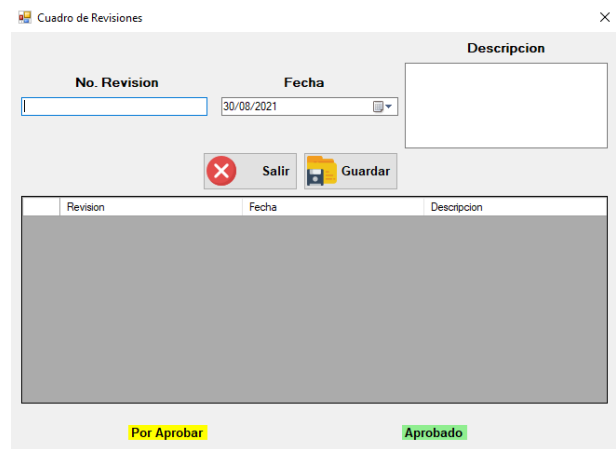 Cuadro de Revisiones
Descripcion
No. Revision Fecha
30/08/2021
Salir Guardar
Revision Fecha Descripcion
Por Aprobar Aprobado